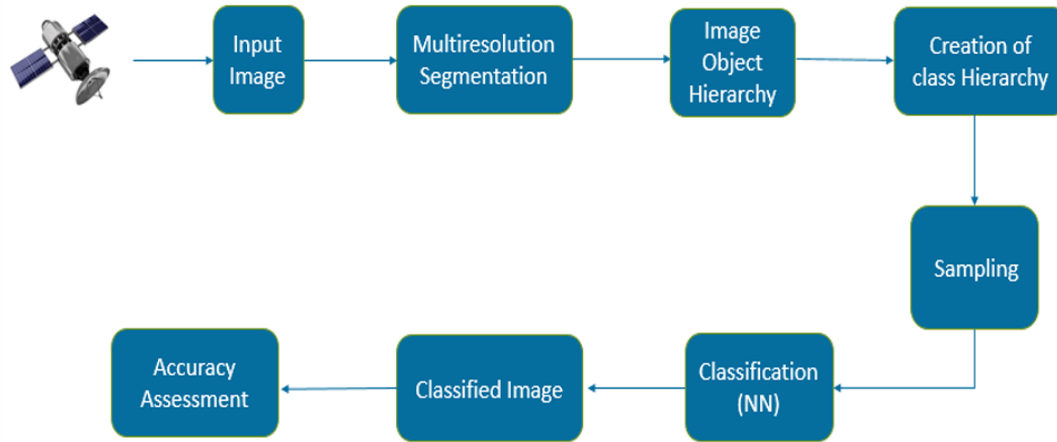 Input
Image
Multiresolution
Segmentation
Image
Object
Hierarchy
Creation of
class Hierarchy
Sampling
Classification
(NN)
Classified Image
Accuracy
Assessment